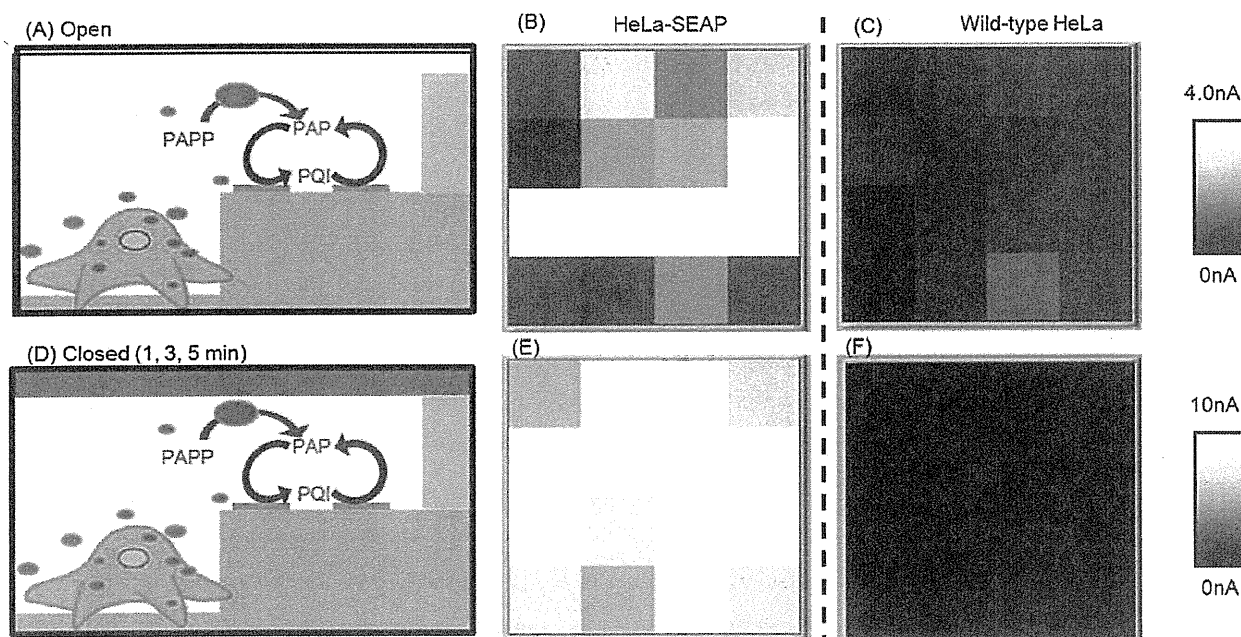 (A) Open
PAPP
PAP
PQI
(B)
HeLa-SEAP
(C)
Wild-type HeLa
4.0nA
0nA
(D) Closed (1, 3, 5 min)
PAPP
PAP
PQI
(E)
(F)
10nA
0nA